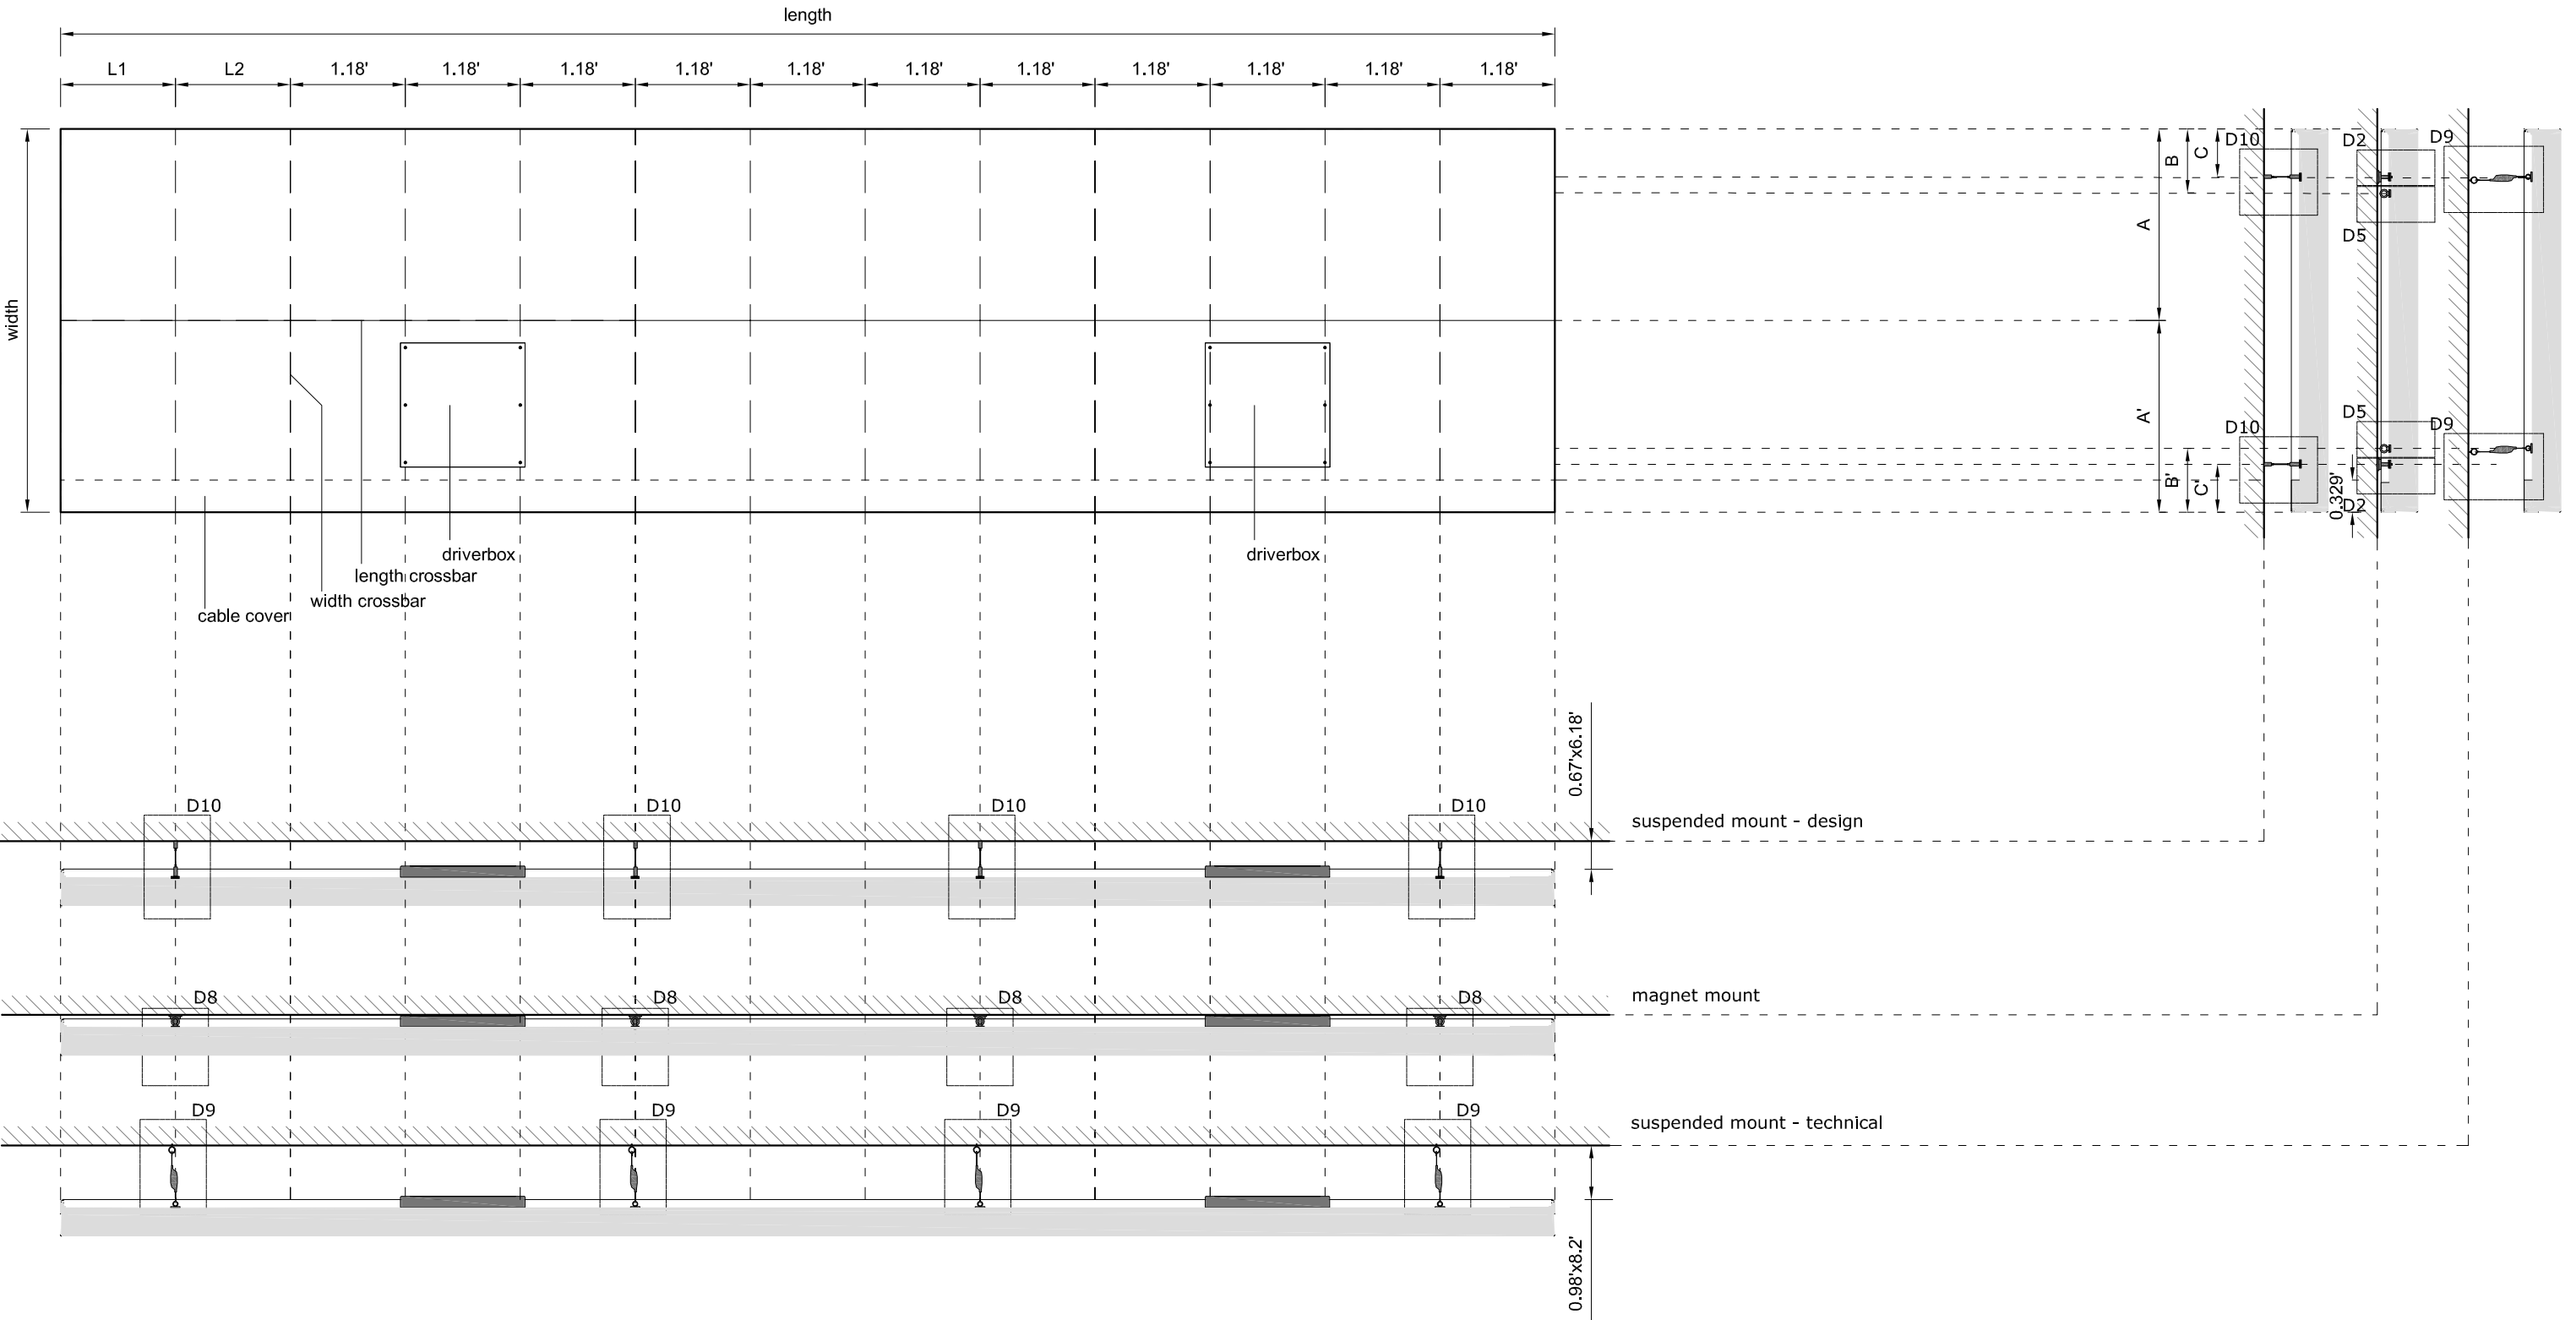 length
L1 L2 1.18' 1.18' 1.18' 1.18' 1.18' 1.18' 1.18' 1.18' 1.18' 1.18' 1.18'
width
A
B
C
A'
B'
C'
D10
D2
D9
D5
D10
D5
D9
0.329'
D2
driverbox
driverbox
length crossbar
width crossbar
cable cover
0.67'x6.18'
D10 D10 D10 D10
suspended mount - design
D8 D8 D8 D8
magnet mount
D9 D9 D9 D9
suspended mount - technical
0.98'x8.2'